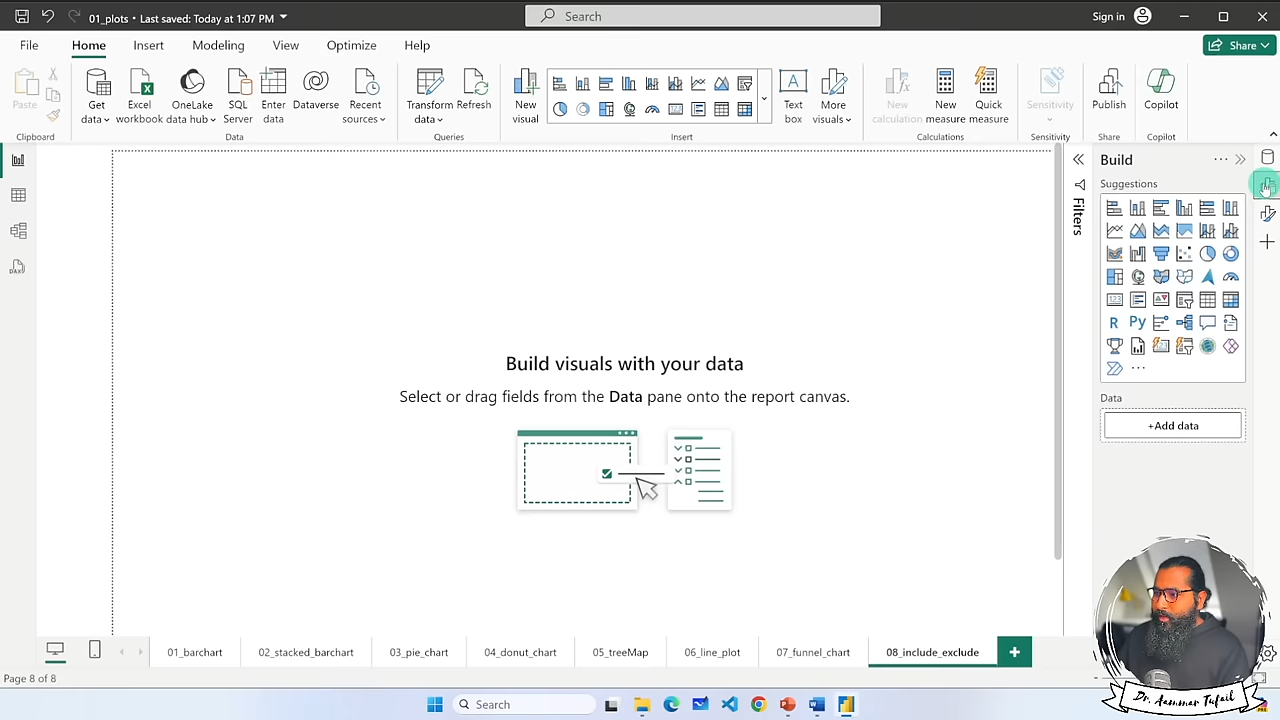 01_plots • Last saved: Today at 1:07 PM
Search
Sign in
File
Home
Insert
Modeling
View
Optimize
Help
Share
Paste
Get data
Excel workbook
OneLake data hub
SQL Server
Enter data
Dataverse
Recent sources
Transform data
Refresh
New visual
Text box
More visuals
New calculation
New measure
Quick measure
Sensitivity
Publish
Copilot
Clipboard
Data
Queries
Insert
Calculations
Sensitivity
Share
Copilot
Filters
Build
Suggestions
R
Py
Data
+Add data
Build visuals with your data
Select or drag fields from the Data pane onto the report canvas.
01_barchart
02_stacked_barchart
03_pie_chart
04_donut_chart
05_treeMap
06_line_plot
07_funnel_chart
08_include_exclude
Page 8 of 8
Search
Dr. Aammar Tufail